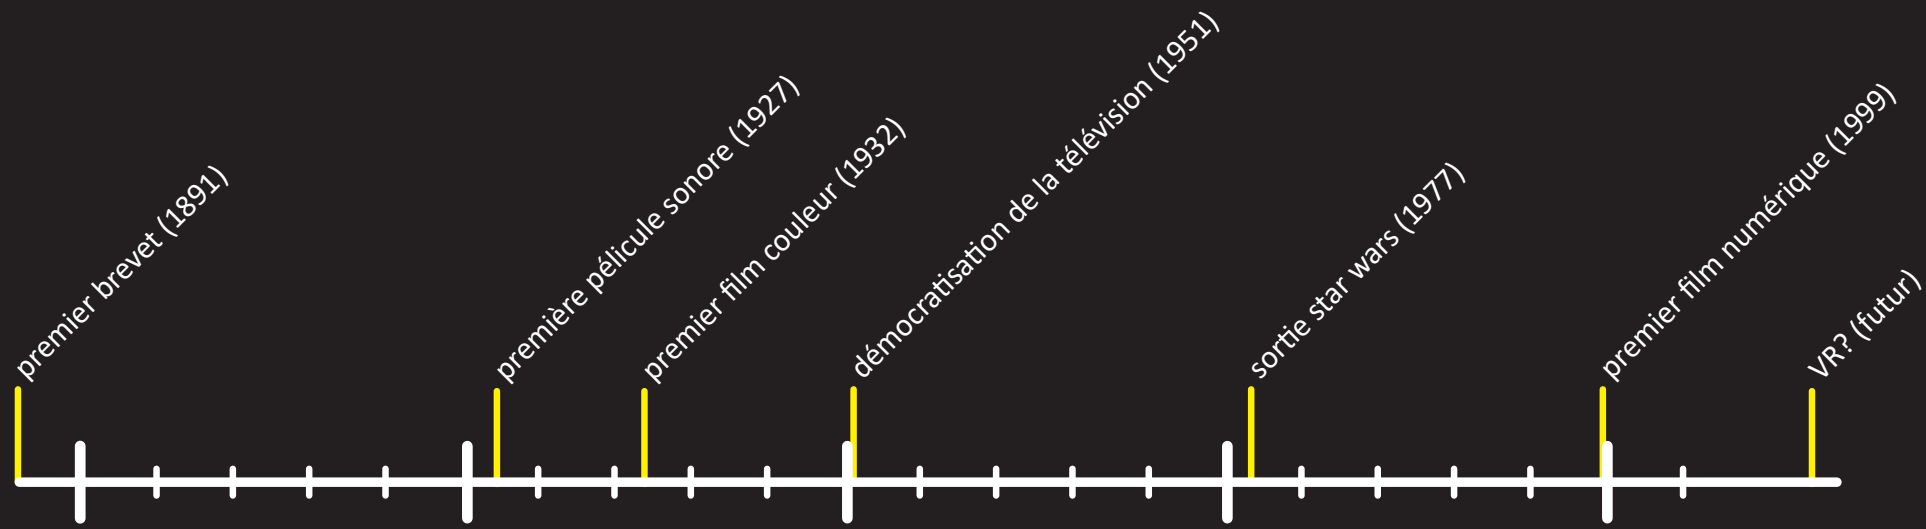 premier brevet (1891)
première pélicule sonore (1927)
premier film couleur (1932)
démocratisation de la télévision (1951)
sortie star wars (1977)
premier film numérique (1999)
VR? (futur)